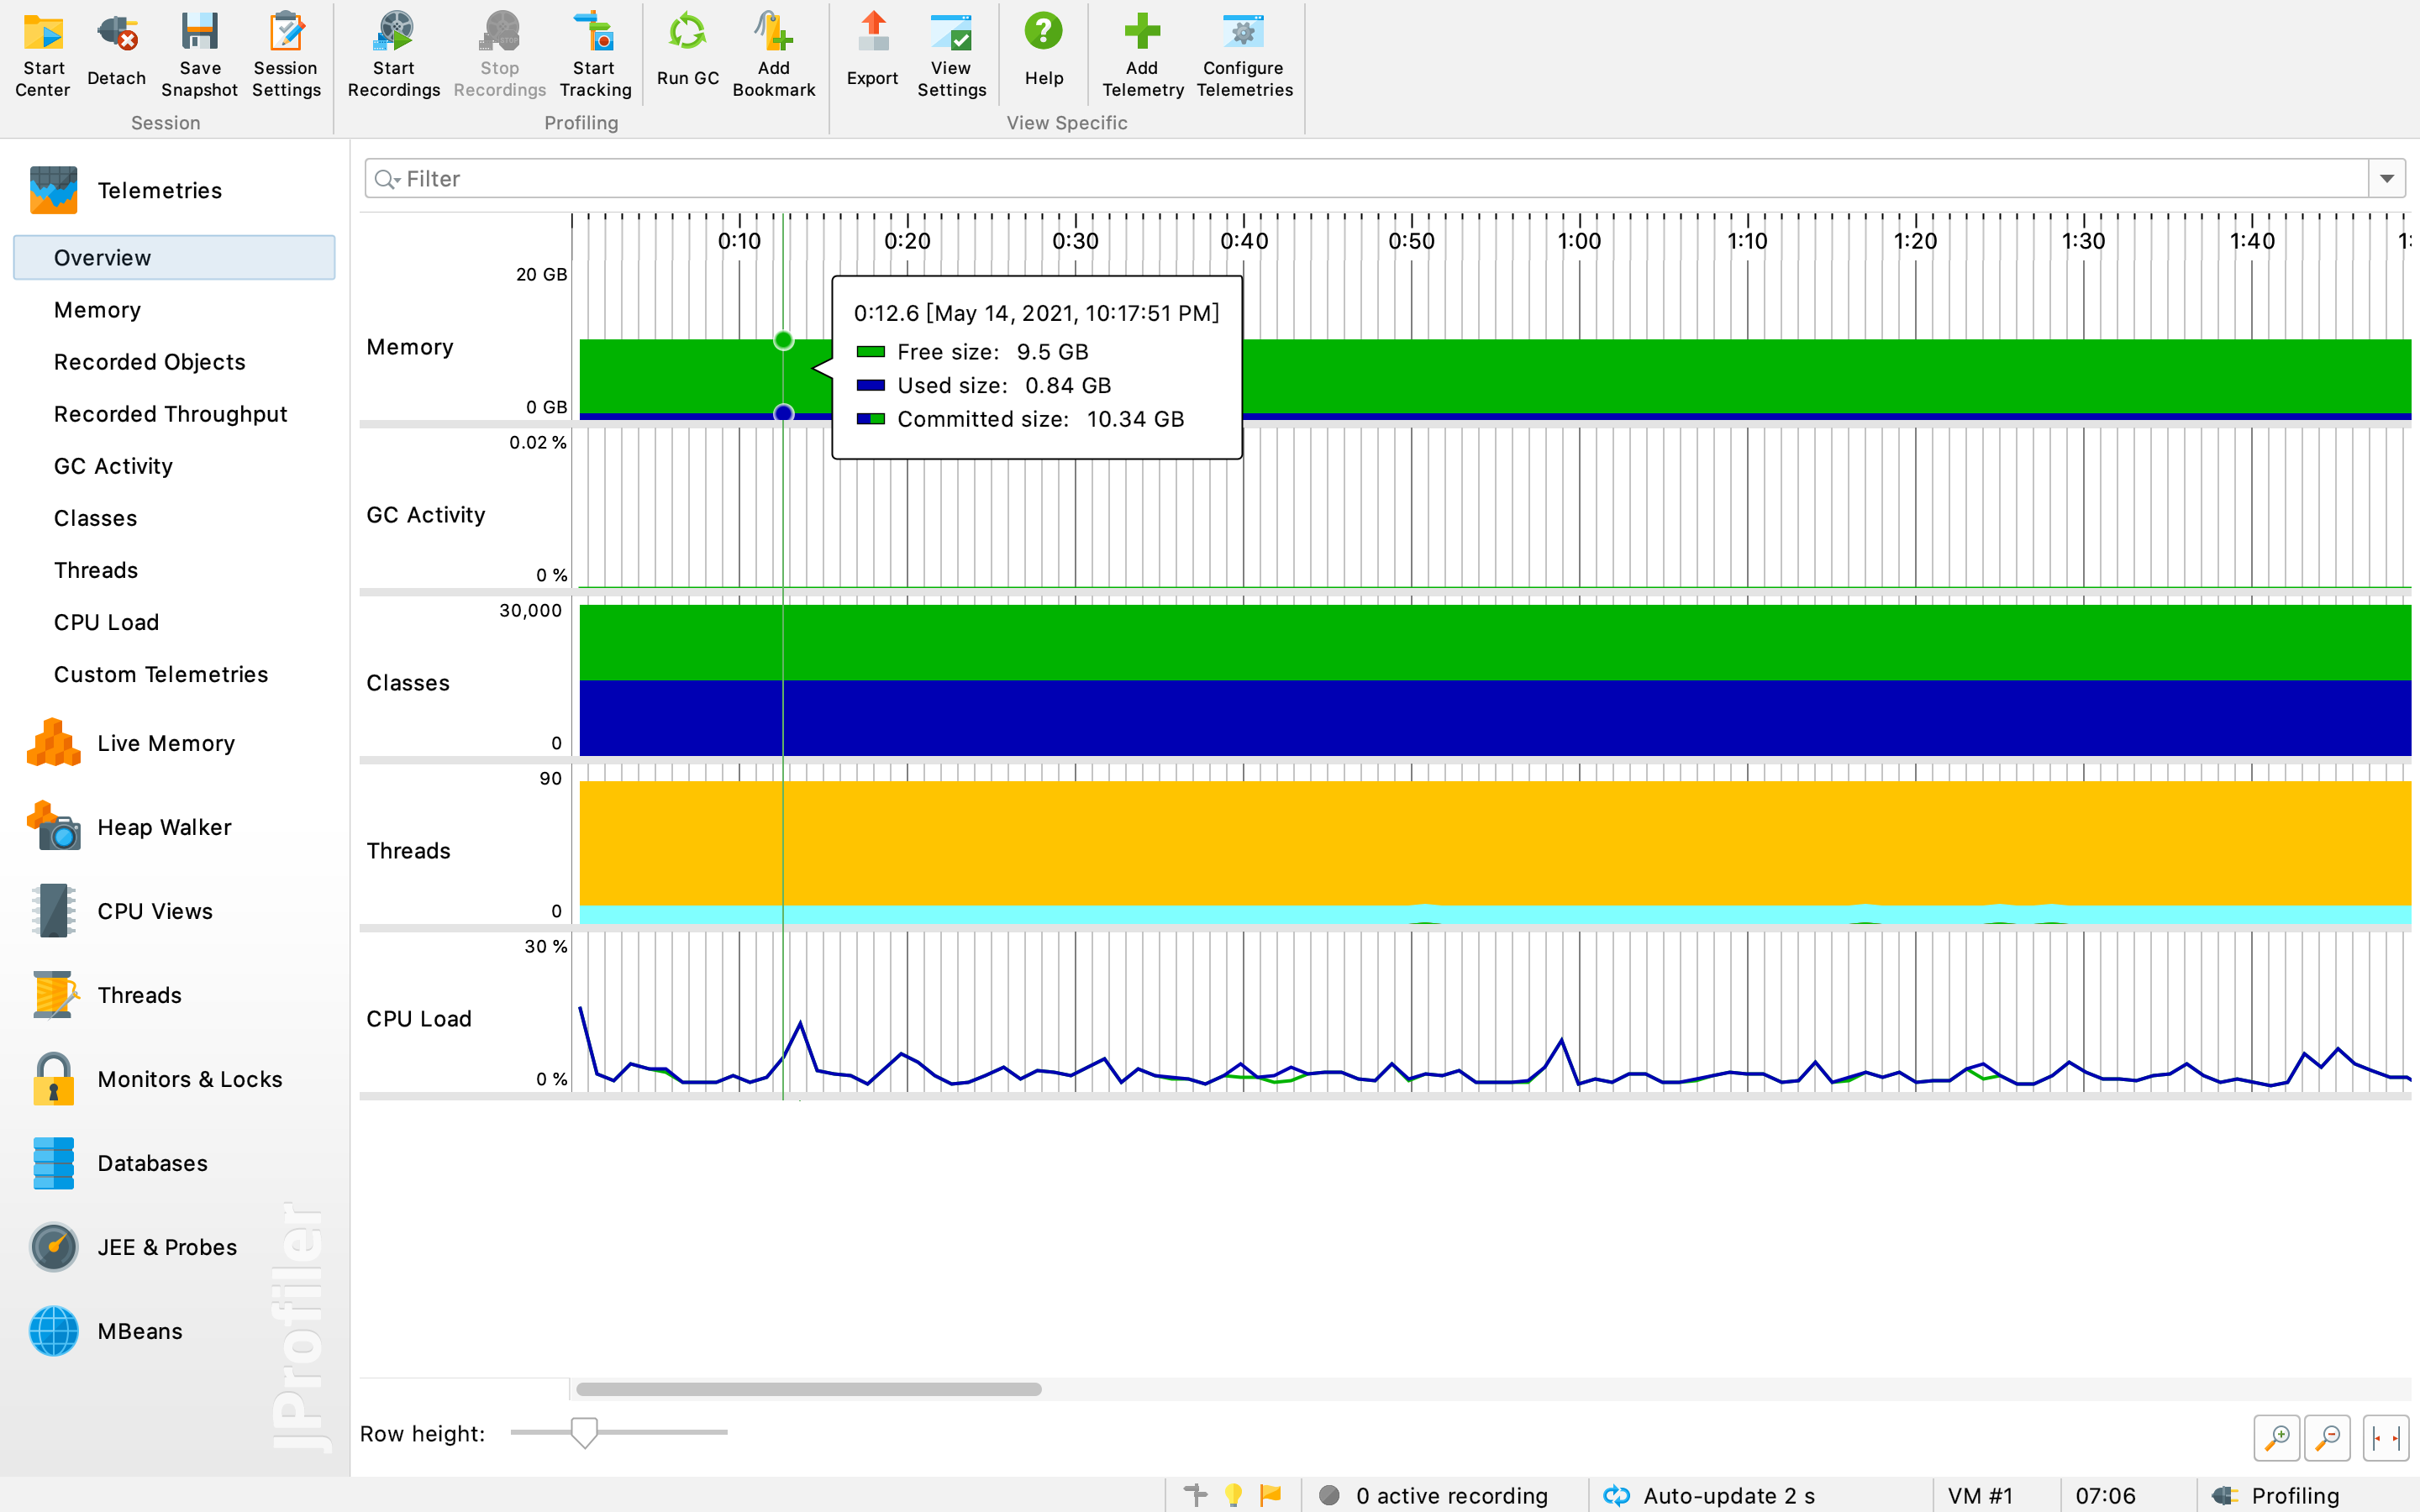 Start Center
Detach
Save Snapshot
Session Settings
Start Recordings
Stop Recordings
Start Tracking
Run GC
Add Bookmark
Export
View Settings
Help
Add Telemetry
Configure Telemetries
Session
Profiling
View Specific
Telemetries
Overview
Memory
Recorded Objects
Recorded Throughput
GC Activity
Classes
Threads
CPU Load
Custom Telemetries
Live Memory
Heap Walker
CPU Views
Threads
Monitors & Locks
Databases
JEE & Probes
MBeans
JProfiler
Filter
0:10 0:20 0:30 0:40 0:50 1:00 1:10 1:20 1:30 1:40
20 GB
Memory
0 GB
0:12.6 [May 14, 2021, 10:17:51 PM]
Free size: 9.5 GB
Used size: 0.84 GB
Committed size: 10.34 GB
0.02 %
GC Activity
0 %
30,000
Classes
0
90
Threads
0
30 %
CPU Load
0 %
Row height:
0 active recording
Auto-update 2 s
VM #1
07:06
Profiling